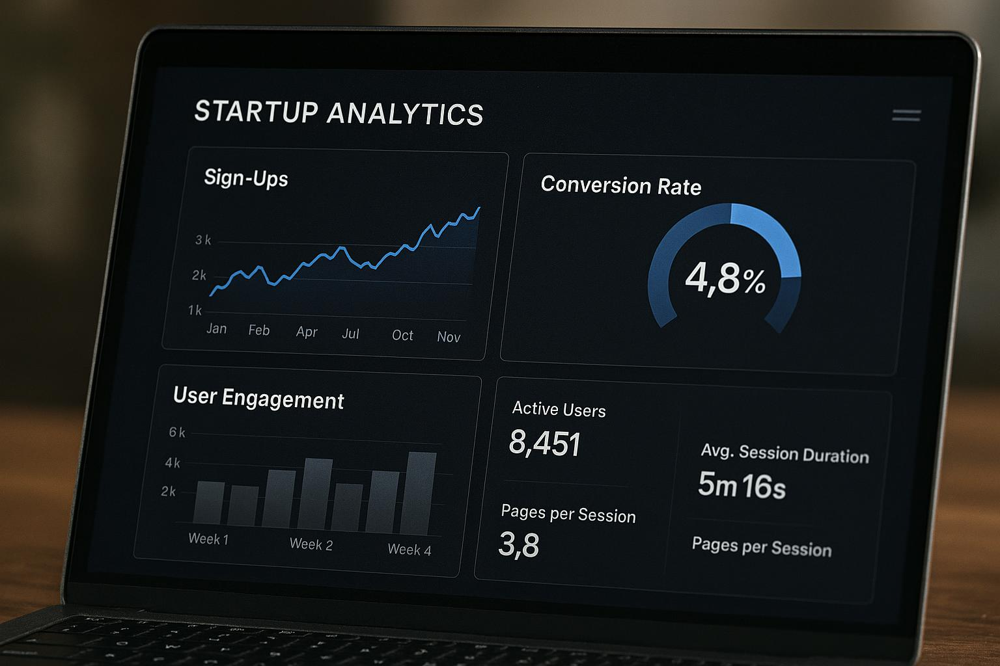 STARTUP ANALYTICS
Sign-Ups
3k
2k
1k
Jan Feb Apr Jul Oct Nov
Conversion Rate
4,8%
User Engagement
6k
4k
2k
Week 1 Week 2 Week 4
Active Users
8,451
Pages per Session
3,8
Avg. Session Duration
5m 16s
Pages per Session